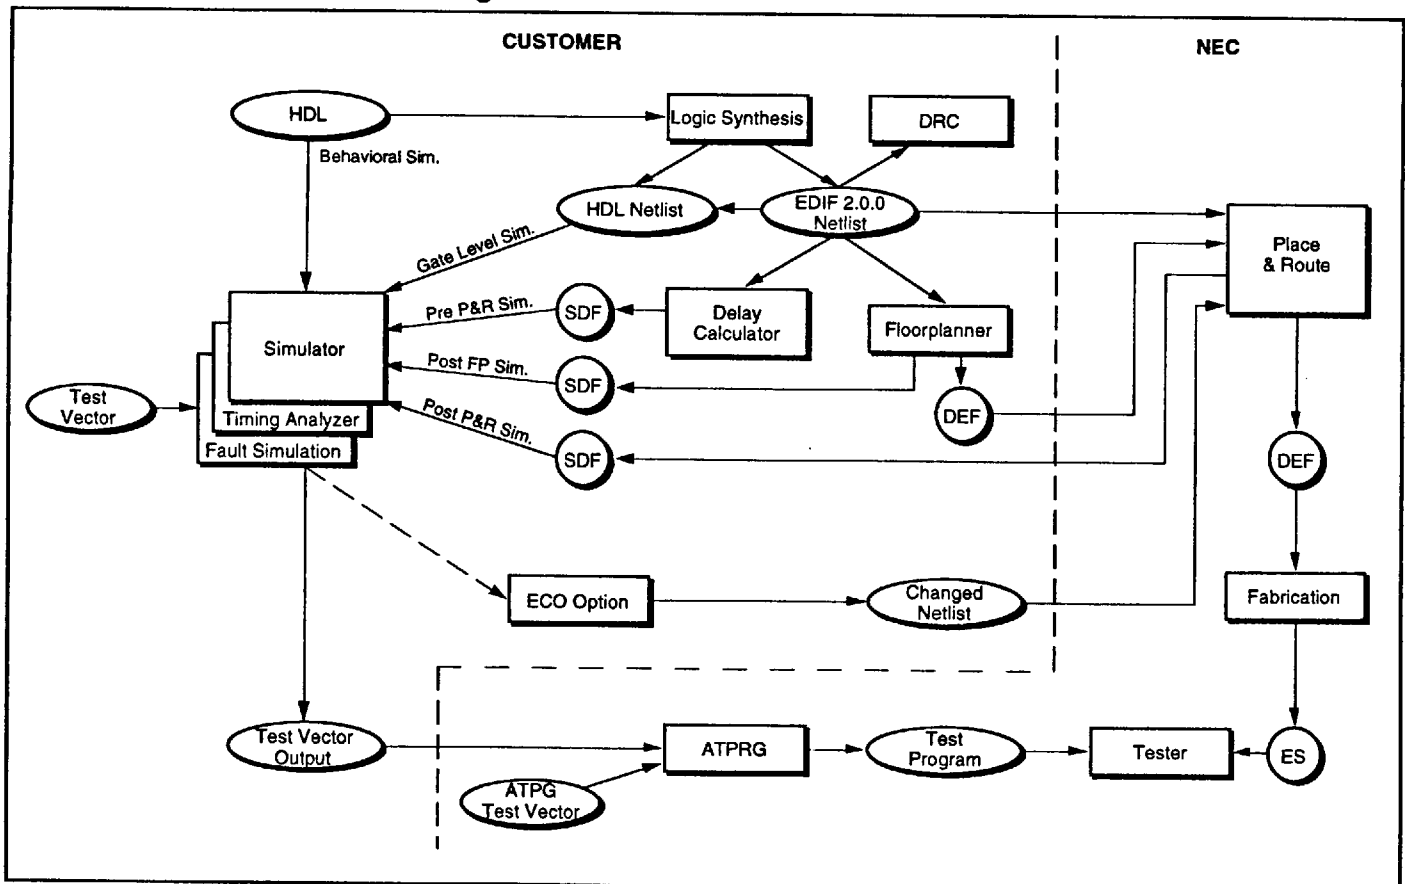 CUSTOMER
NEC
HDL
Logic Synthesis
DRC
Behavioral Sim.
HDL Netlist
EDIF 2.0.0
Netlist
Gate Level Sim.
Place
& Route
Pre P&R Sim.
SDF
Delay
Calculator
Floorplanner
Simulator
Post FP Sim.
SDF
Test
Vector
Timing Analyzer
Post P&R Sim.
DEF
Fault Simulation
SDF
DEF
ECO Option
Changed
Netlist
Fabrication
Test Vector
Output
ATPRG
Test
Program
Tester
ES
ATPG
Test Vector